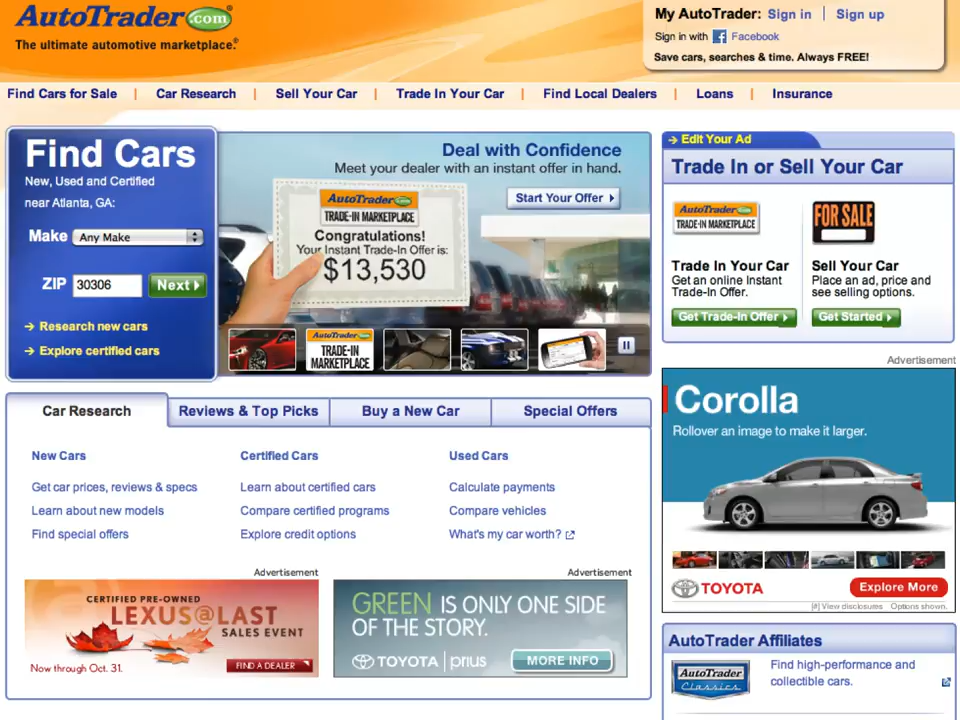 AutoTrader.com®
The ultimate automotive marketplace.®
My AutoTrader: Sign in | Sign up
Sign in with Facebook
Save cars, searches & time. Always FREE!
Find Cars for Sale | Car Research | Sell Your Car | Trade In Your Car | Find Local Dealers | Loans | Insurance
Find Cars
New, Used and Certified
near Atlanta, GA:
Make Any Make
ZIP 30306 Next
Research new cars
Explore certified cars
Deal with Confidence
Meet your dealer with an instant offer in hand.
Start Your Offer
AutoTrader.com
TRADE-IN MARKETPLACE
Congratulations!
Your Instant Trade-In Offer is:
$13,530
AutoTrader.com
TRADE-IN
MARKETPLACE
Edit Your Ad
Trade In or Sell Your Car
AutoTrader.com
TRADE-IN MARKETPLACE
Trade In Your Car
Get an online Instant
Trade-In Offer.
Get Trade-In Offer
FOR SALE
Sell Your Car
Place an ad, price and
see selling options.
Get Started
Advertisement
Corolla
Rollover an image to make it larger.
TOYOTA
Explore More
[#] View disclosures Options shown.
Car Research
Reviews & Top Picks
Buy a New Car
Special Offers
New Cars
Get car prices, reviews & specs
Learn about new models
Find special offers
Certified Cars
Learn about certified cars
Compare certified programs
Explore credit options
Used Cars
Calculate payments
Compare vehicles
What's my car worth?
Advertisement
CERTIFIED PRE-OWNED
LEXUS@LAST
SALES EVENT
Now through Oct. 31.
FIND A DEALER
Advertisement
GREEN IS ONLY ONE SIDE
OF THE STORY.
TOYOTA | prius
MORE INFO
AutoTrader Affiliates
AutoTrader
Classics
Find high-performance and
collectible cars.